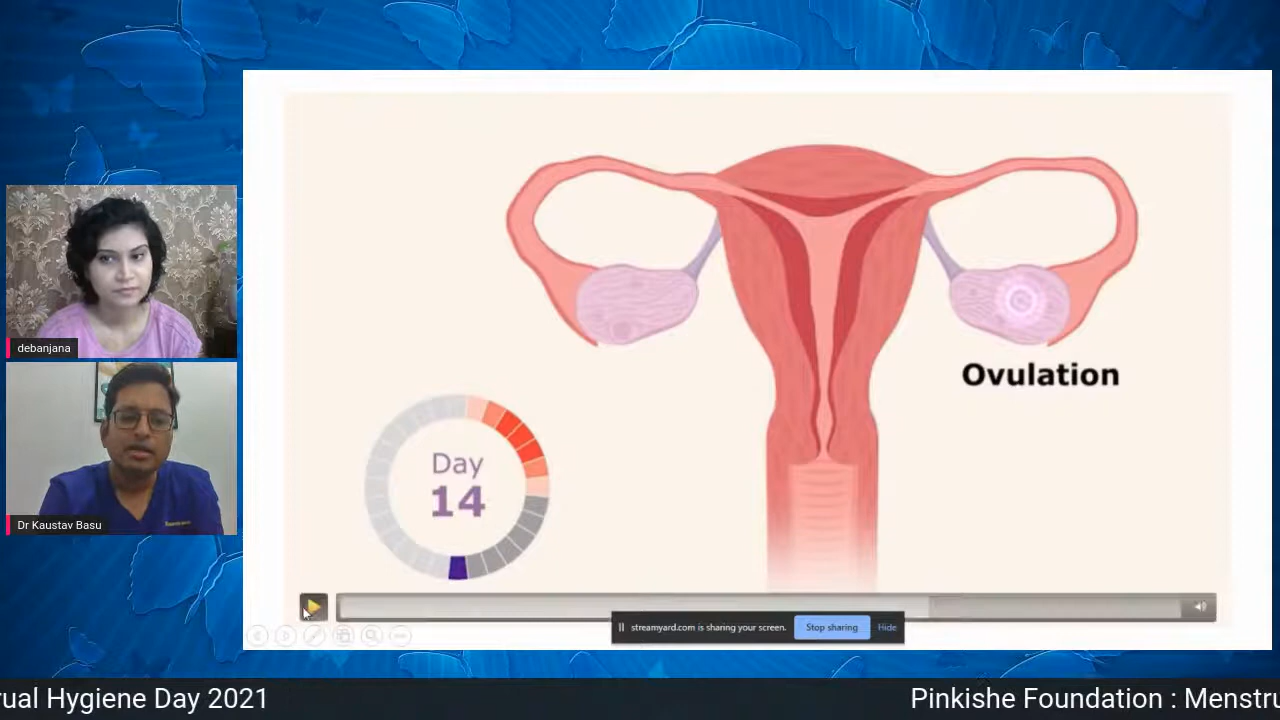 debanjana
Dr Kaustav Basu
Ovulation
Day
14
streamyard.com is sharing your screen.
Stop sharing
Hide
rual Hygiene Day 2021
Pinkishe Foundation : Menstru